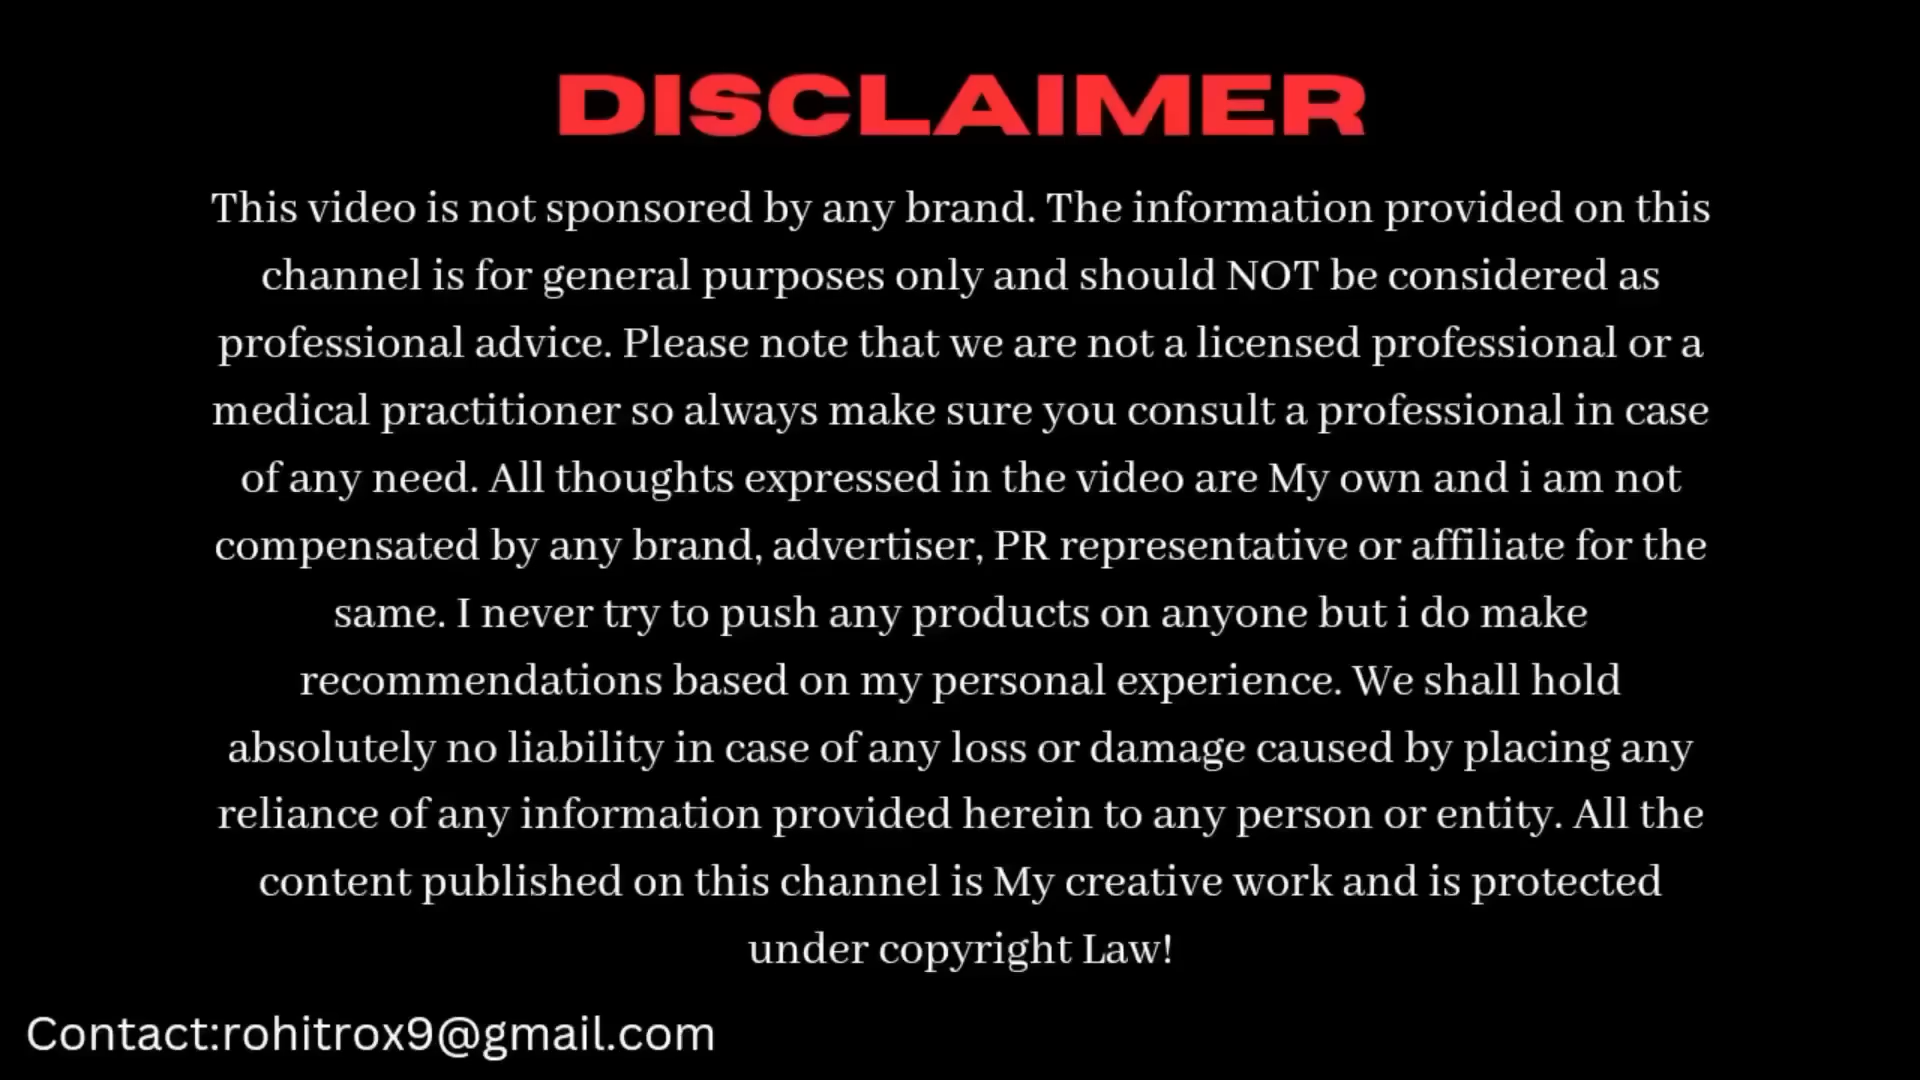 DISCLAIMER
This video is not sponsored by any brand. The information provided on this
channel is for general purposes only and should NOT be considered as
professional advice. Please note that we are not a licensed professional or a
medical practitioner so always make sure you consult a professional in case
of any need. All thoughts expressed in the video are My own and i am not
compensated by any brand, advertiser, PR representative or affiliate for the
same. I never try to push any products on anyone but i do make
recommendations based on my personal experience. We shall hold
absolutely no liability in case of any loss or damage caused by placing any
reliance of any information provided herein to any person or entity. All the
content published on this channel is My creative work and is protected
under copyright Law!
Contact:rohitrox9@gmail.com